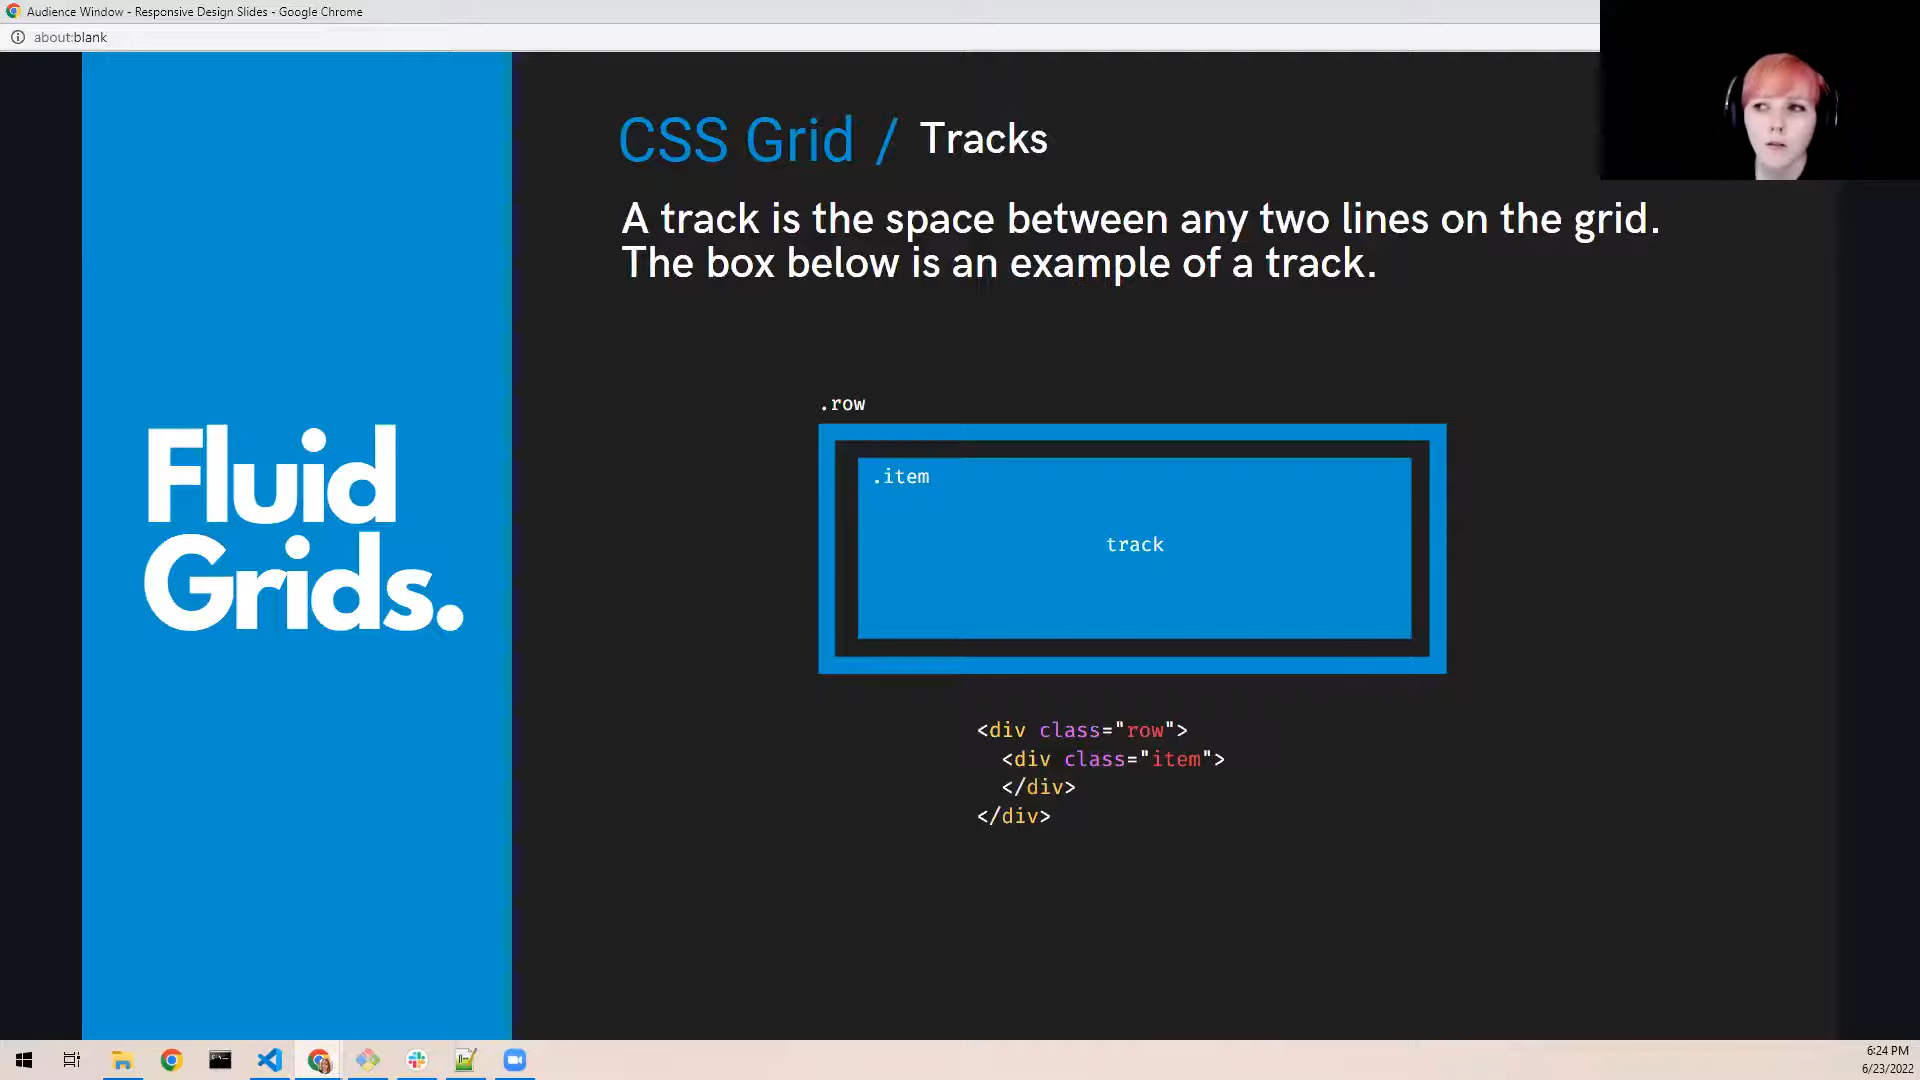 Audience Window - Responsive Design Slides - Google Chrome
about:blank
CSS Grid / Tracks
A track is the space between any two lines on the grid.
The box below is an example of a track.
Fluid
Grids.
.row
.item
track
<div class="row">
<div class="item">
</div>
</div>
6:24 PM
6/23/2022